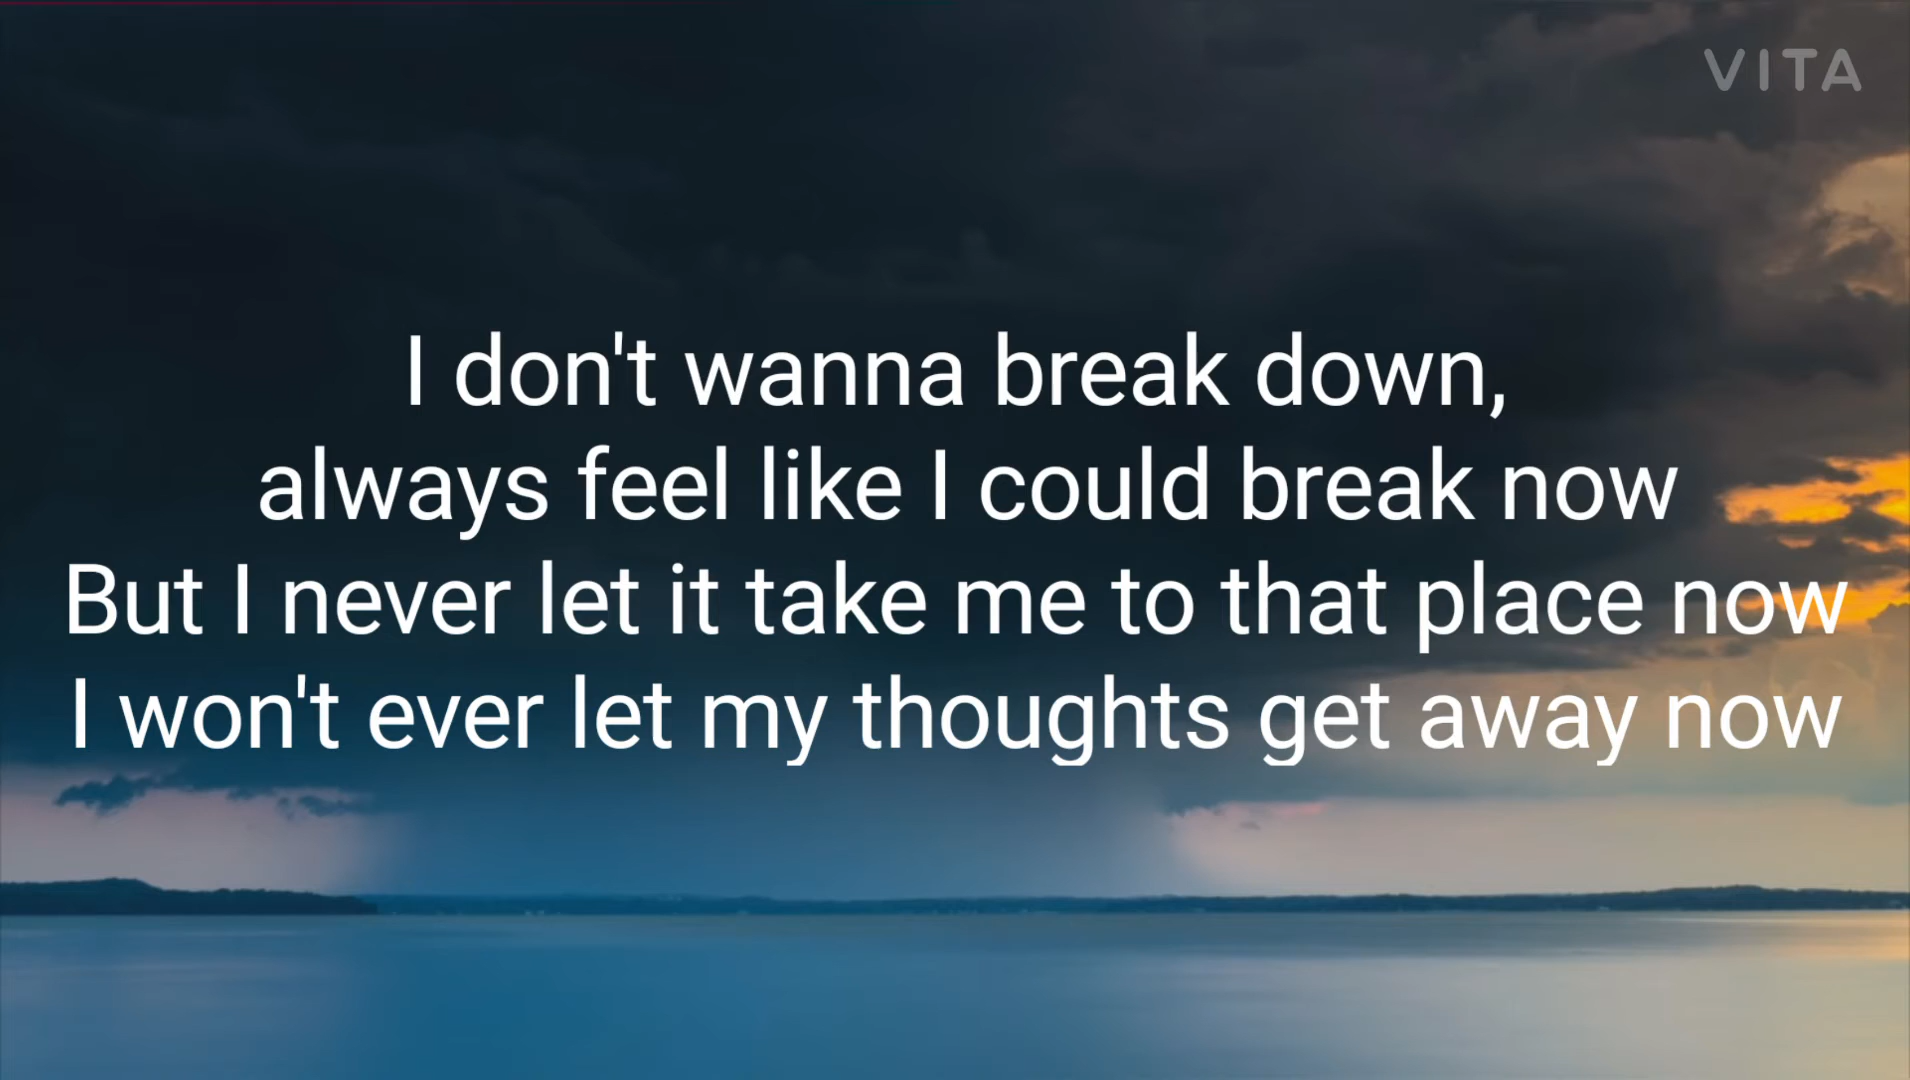 VITA
I don't wanna break down,
always feel like I could break now
But I never let it take me to that place now
I won't ever let my thoughts get away now